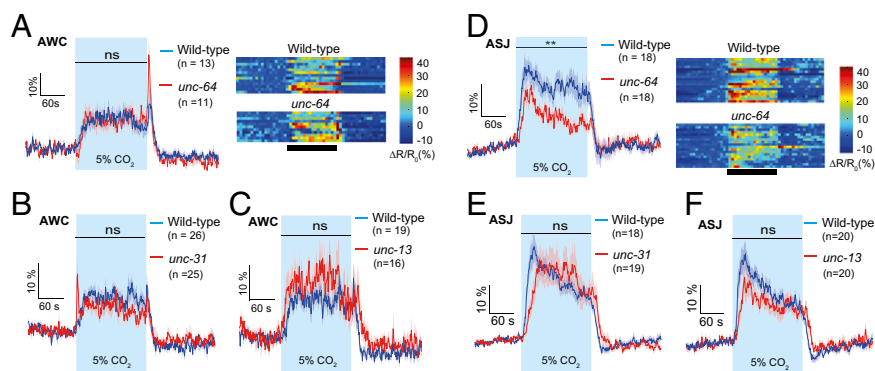 A
AWC
ns
Wild-type
(n = 13)
unc-64
(n =11)
10%
60s
5% CO2
Wild-type
unc-64
40
30
20
10
0
-10
ΔR/R0(%)
D
ASJ
**
Wild-type
(n = 18)
unc-64
(n =18)
10%
60s
5% CO2
Wild-type
unc-64
40
30
20
10
0
-10
ΔR/R0(%)
B
AWC
ns
Wild-type
(n = 26)
unc-31
(n =25)
10 %
60 s
5% CO2
C
AWC
ns
Wild-type
(n = 19)
unc-13
(n=16)
10 %
60 s
5% CO2
E
ASJ
ns
Wild-type
(n=18)
unc-31
(n=19)
10 %
60 s
5% CO2
F
ASJ
ns
Wild-type
(n=20)
unc-13
(n=20)
10 %
60 s
5% CO2